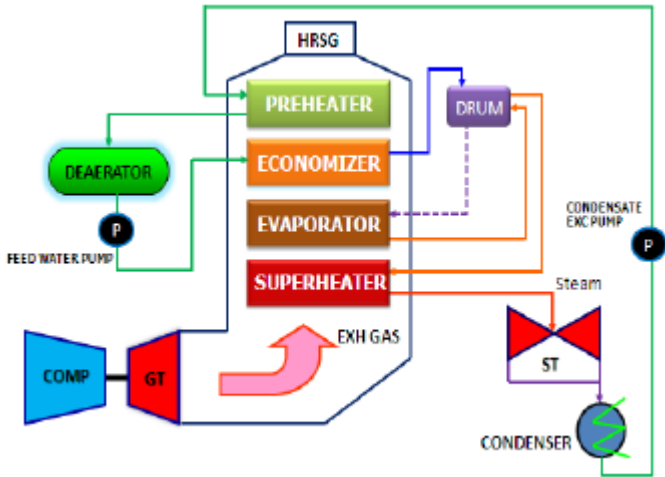 HRSG
PREHEATER
DRUM
DEAERATOR
ECONOMIZER
P
FEED WATER PUMP
EVAPORATOR
CONDENSATE
EXC PUMP
P
SUPERHEATER
Steam
EXH GAS
COMP
GT
ST
CONDENSER